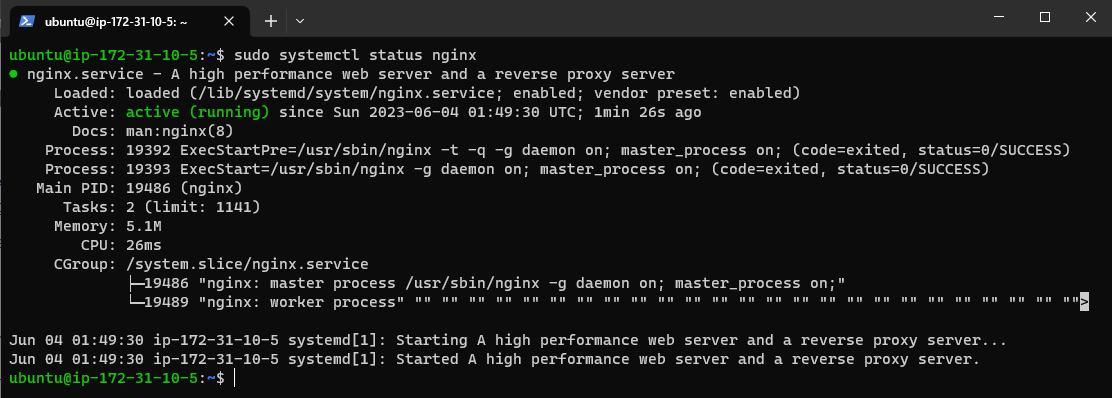 ubuntu@ip-172-31-10-5: ~
ubuntu@ip-172-31-10-5:~$ sudo systemctl status nginx
● nginx.service - A high performance web server and a reverse proxy server
     Loaded: loaded (/lib/systemd/system/nginx.service; enabled; vendor preset: enabled)
     Active: active (running) since Sun 2023-06-04 01:49:30 UTC; 1min 26s ago
       Docs: man:nginx(8)
    Process: 19392 ExecStartPre=/usr/sbin/nginx -t -q -g daemon on; master_process on; (code=exited, status=0/SUCCESS)
    Process: 19393 ExecStart=/usr/sbin/nginx -g daemon on; master_process on; (code=exited, status=0/SUCCESS)
   Main PID: 19486 (nginx)
      Tasks: 2 (limit: 1141)
     Memory: 5.1M
        CPU: 26ms
     CGroup: /system.slice/nginx.service
             ├─19486 "nginx: master process /usr/sbin/nginx -g daemon on; master_process on;"
             └─19489 "nginx: worker process" "" "" "" "" "" "" "" "" "" "" "" "" "" "" "" "" "" "" "" "" "" "" "" "" "">
Jun 04 01:49:30 ip-172-31-10-5 systemd[1]: Starting A high performance web server and a reverse proxy server...
Jun 04 01:49:30 ip-172-31-10-5 systemd[1]: Started A high performance web server and a reverse proxy server.
ubuntu@ip-172-31-10-5:~$